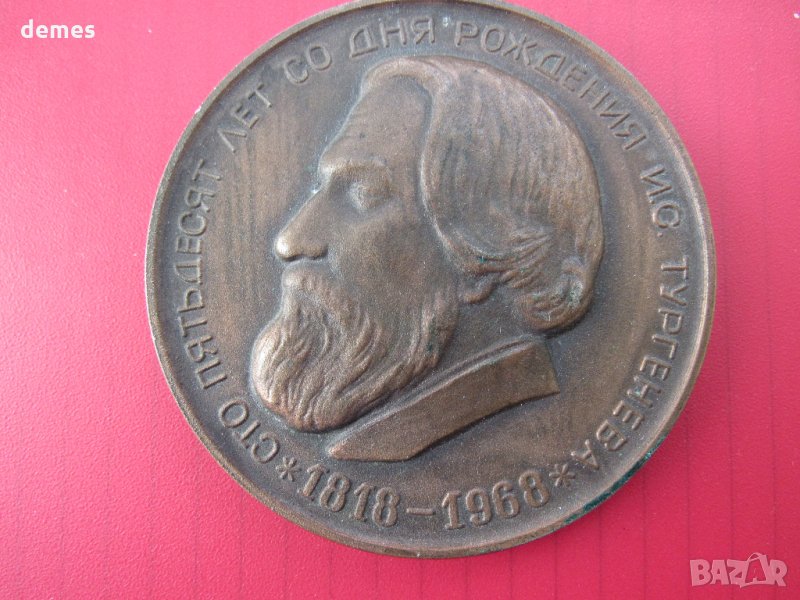 demes
СТО ПЯТЬДЕСЯТ ЛЕТ СО ДНЯ РОЖДЕНИЯ И.С. ТУРГЕНЕВА
*1818-1968*
BAZAR